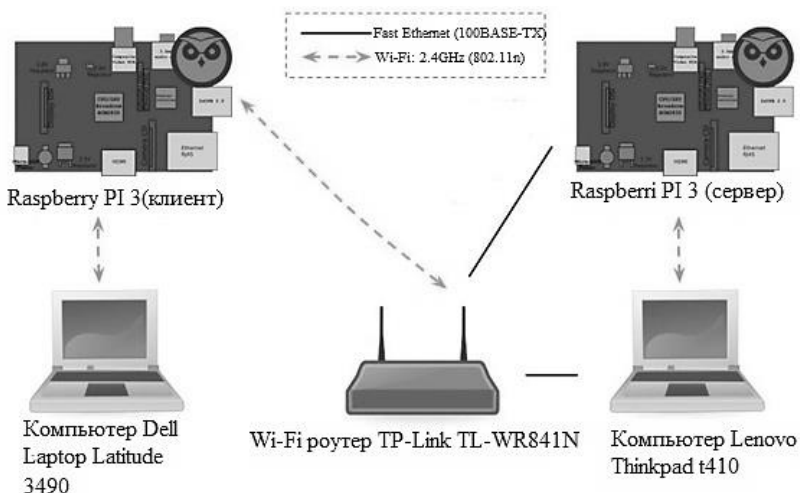 Fast Ethernet (100BASE-TX)
Wi-Fi: 2.4GHz (802.11n)
Raspberry PI 3(клиент)
Raspberri PI 3 (сервер)
Компьютер Dell
Laptop Latitude
3490
Wi-Fi роутер TP-Link TL-WR841N
Компьютер Lenovo
Thinkpad t410